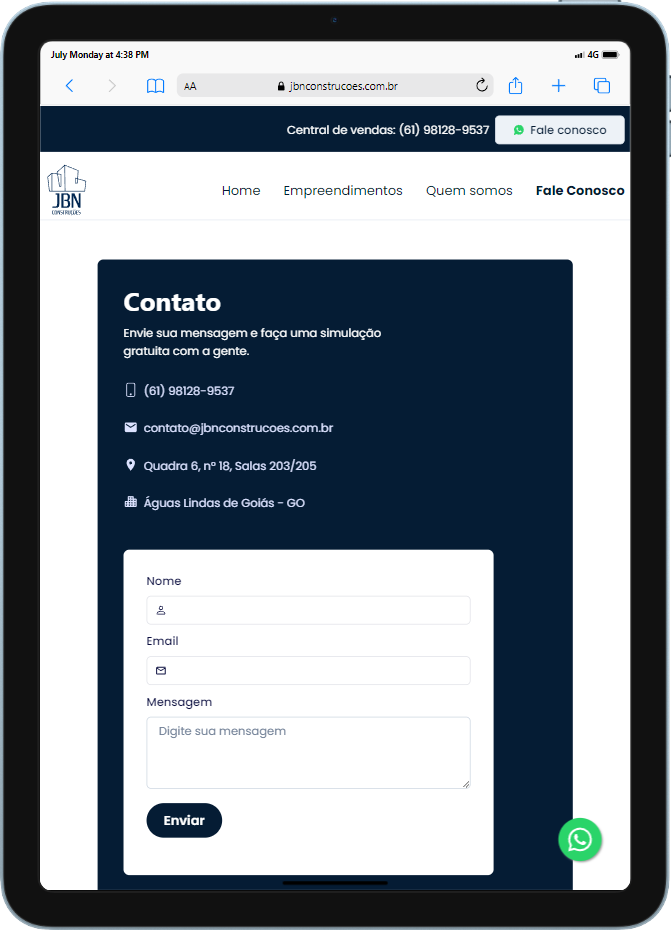 July Monday at 4:38 PM
4G
AA
jbnconstrucoes.com.br
Central de vendas: (61) 98128-9537
Fale conosco
JBN
CONSTRUÇÕES
Home
Empreendimentos
Quem somos
Fale Conosco
Contato
Envie sua mensagem e faça uma simulação
gratuita com a gente.
(61) 98128-9537
contato@jbnconstrucoes.com.br
Quadra 6, nº 18, Salas 203/205
Águas Lindas de Goiás - GO
Nome
Email
Mensagem
Digite sua mensagem
Enviar